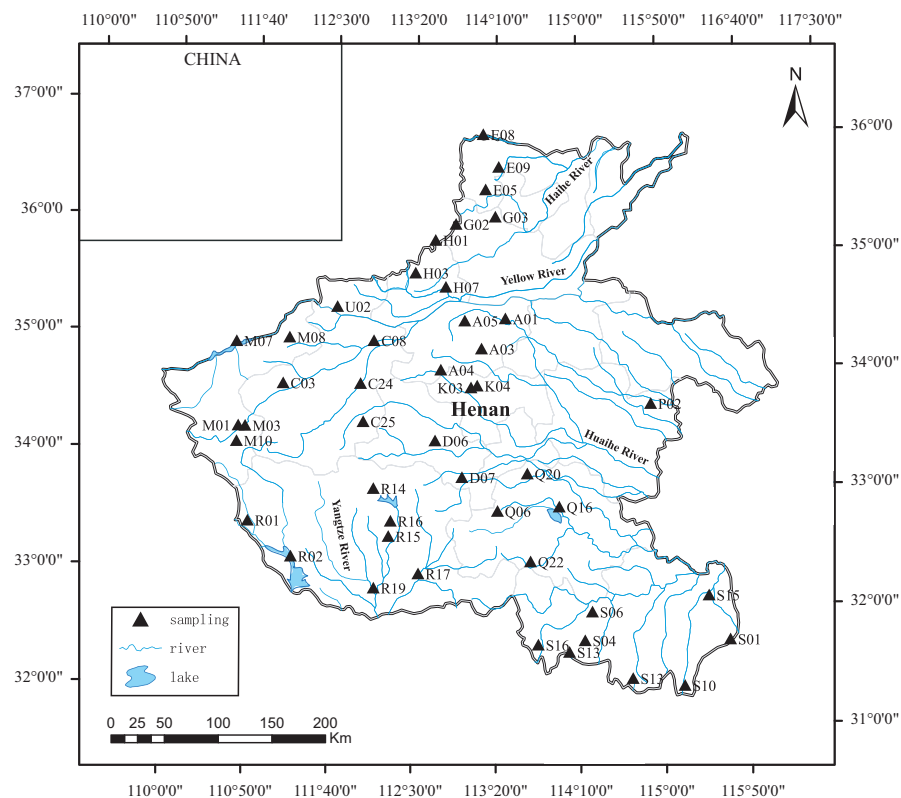 110°0'0" 110°50'0" 111°40'0" 112°30'0" 113°20'0" 114°10'0" 115°0'0" 115°50'0" 116°40'0" 117°30'0"
CHINA
N
37°0'0"
36°0'0"
35°0'0"
34°0'0"
33°0'0"
32°0'0"
36°0'0
35°0'0"
34°0'0"
33°0'0"
32°0'0"
31°0'0"
E08
E09
E05
Haihe River
G03
G02
H01
H03
Yellow River
H07
U02
A05
A01
M08
M07
C08
A03
A04
C03
C24
K03
K04
P02
Henan
M01
M03
C25
M10
D06
Huaihe River
D07
Q20
R14
Yangtze River
Q06
Q16
R01
R16
R15
R02
Q22
R17
R19
S15
S06
S16
S04
S13
S01
S13
S10
sampling
river
lake
0 25 50 100 150 200
Km
110°0'0" 110°50'0" 111°40'0" 112°30'0" 113°20'0" 114°10'0" 115°0'0" 115°50'0"